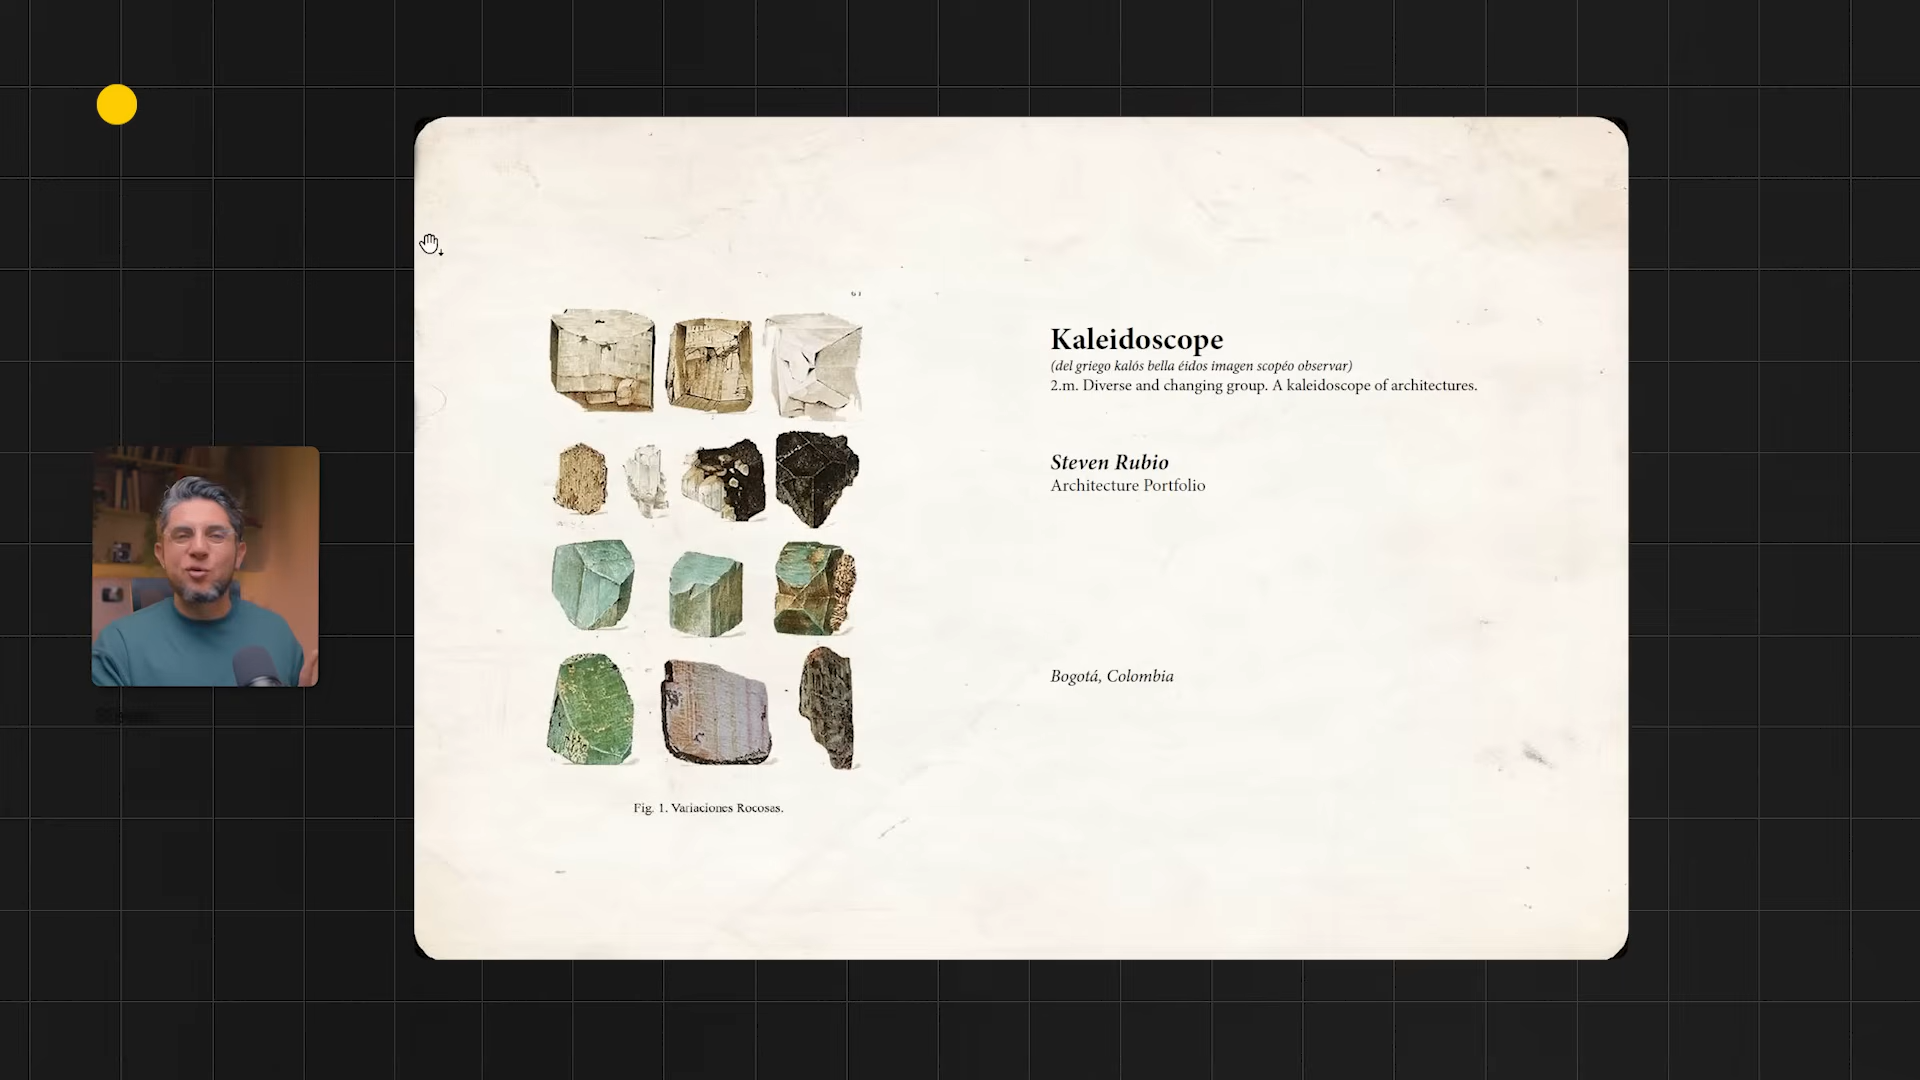 Kaleidoscope
(del griego kalós bella éidos imagen scopéo observar)
2.m. Diverse and changing group. A kaleidoscope of architectures.
Steven Rubio
Architecture Portfolio
Bogotá, Colombia
Fig. 1. Variaciones Rocosas.